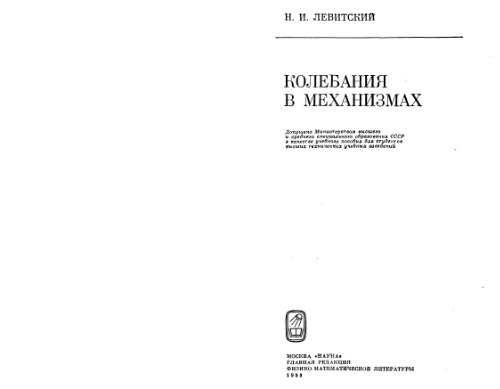 Н. И. ЛЕВИТСКИЙ
КОЛЕБАНИЯ
В МЕХАНИЗМАХ
Допущено Министерством высшего
и среднего специального образования СССР
в качестве учебного пособия для студентов
высших технических учебных заведений
МОСКВА «НАУКА»
ГЛАВНАЯ РЕДАКЦИЯ
ФИЗИКО-МАТЕМАТИЧЕСКОЙ ЛИТЕРАТУРЫ
1988